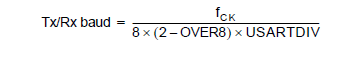 Tx/Rx baud = f_CK / 8 × (2 – OVER8) × USARTDIV